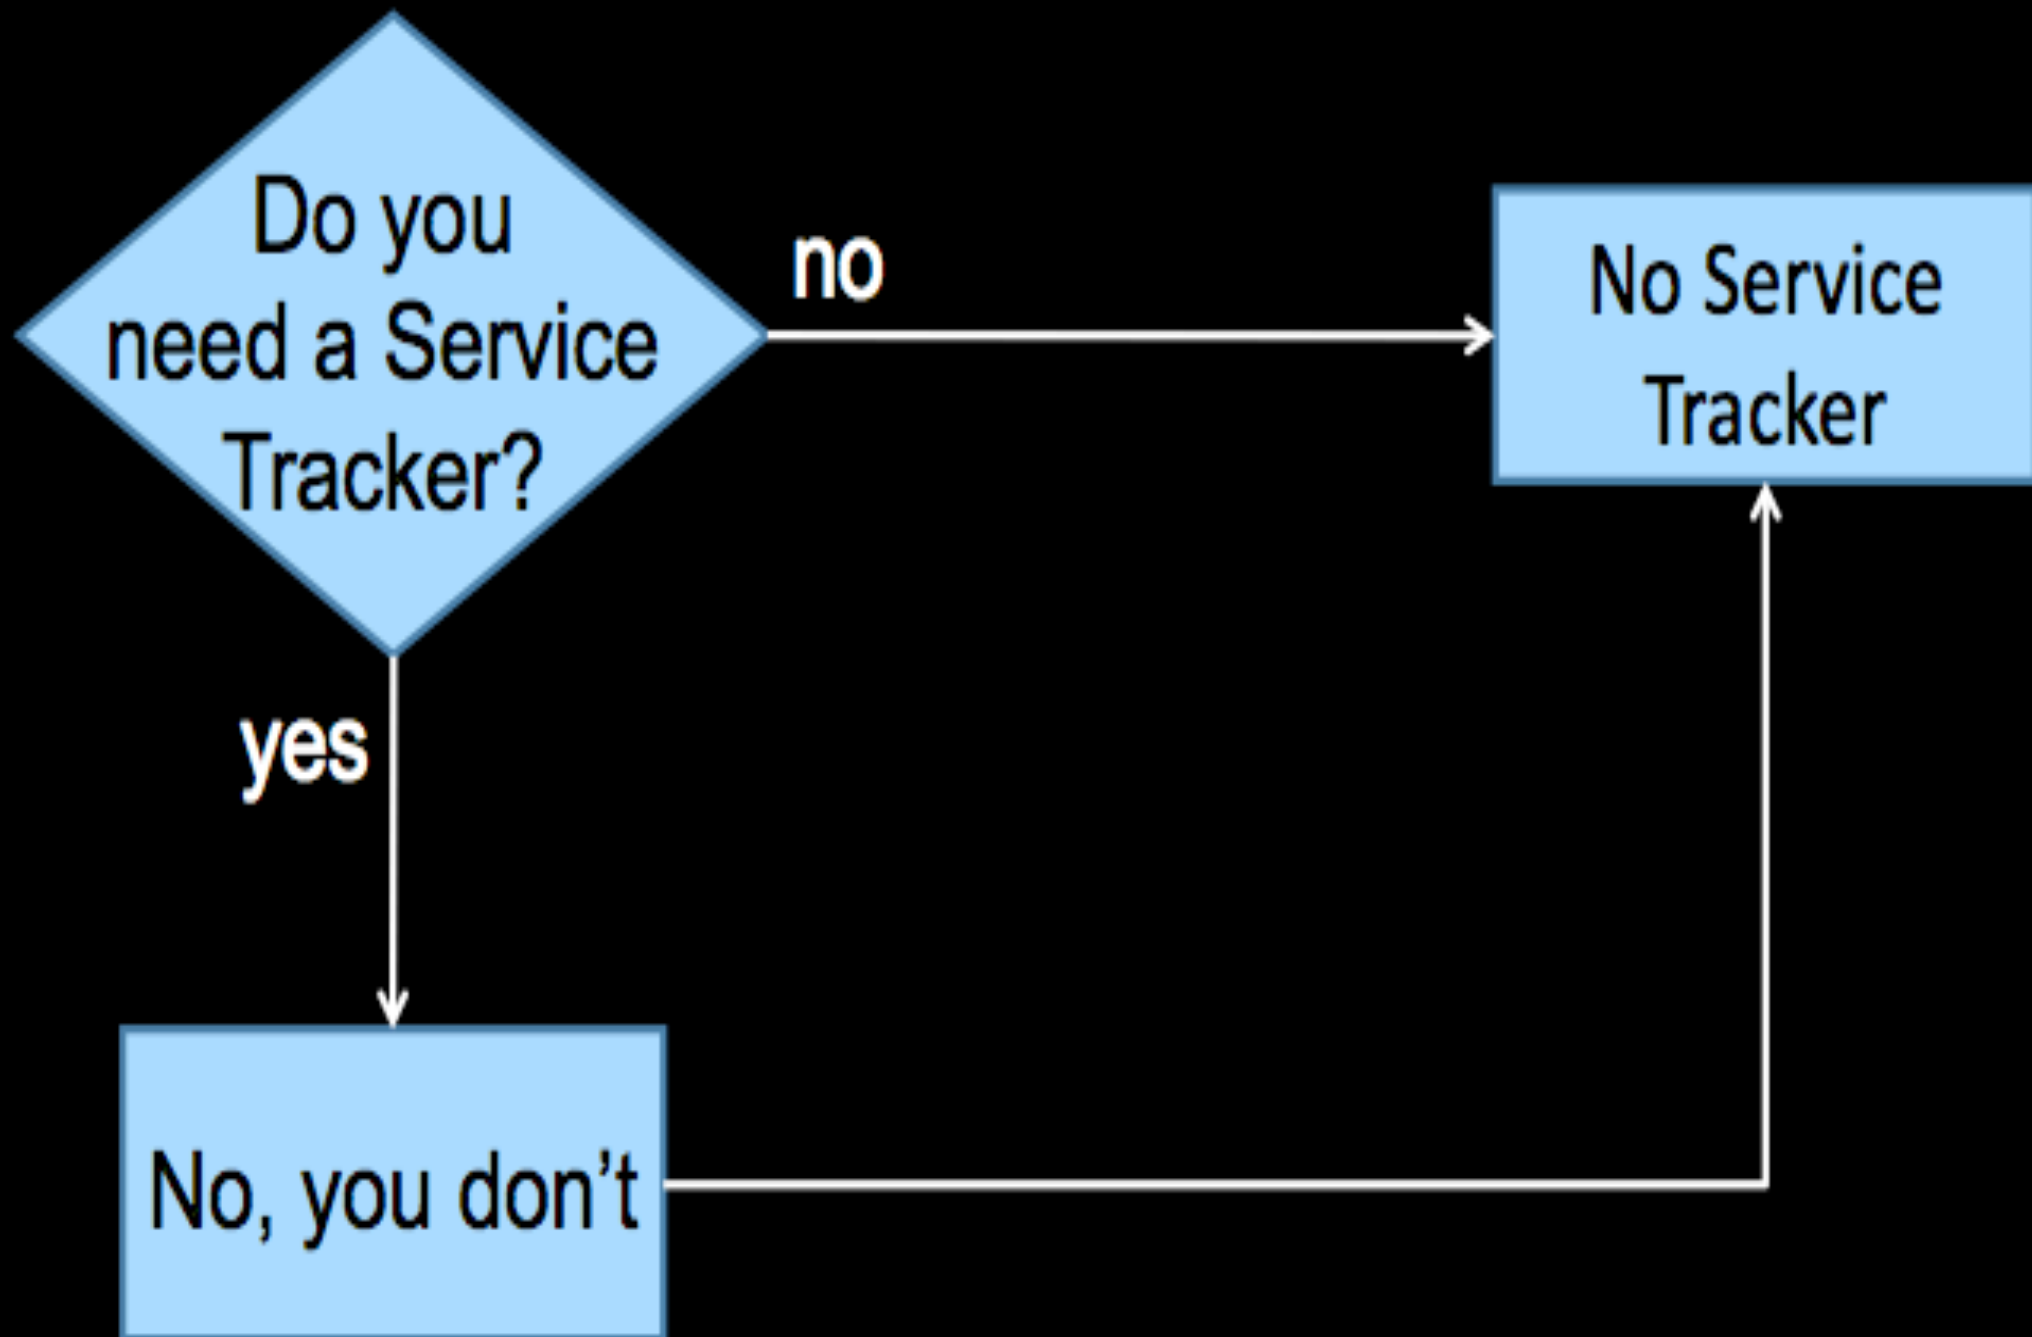 Do you
need a Service
Tracker?
no
No Service
Tracker
yes
No, you don’t